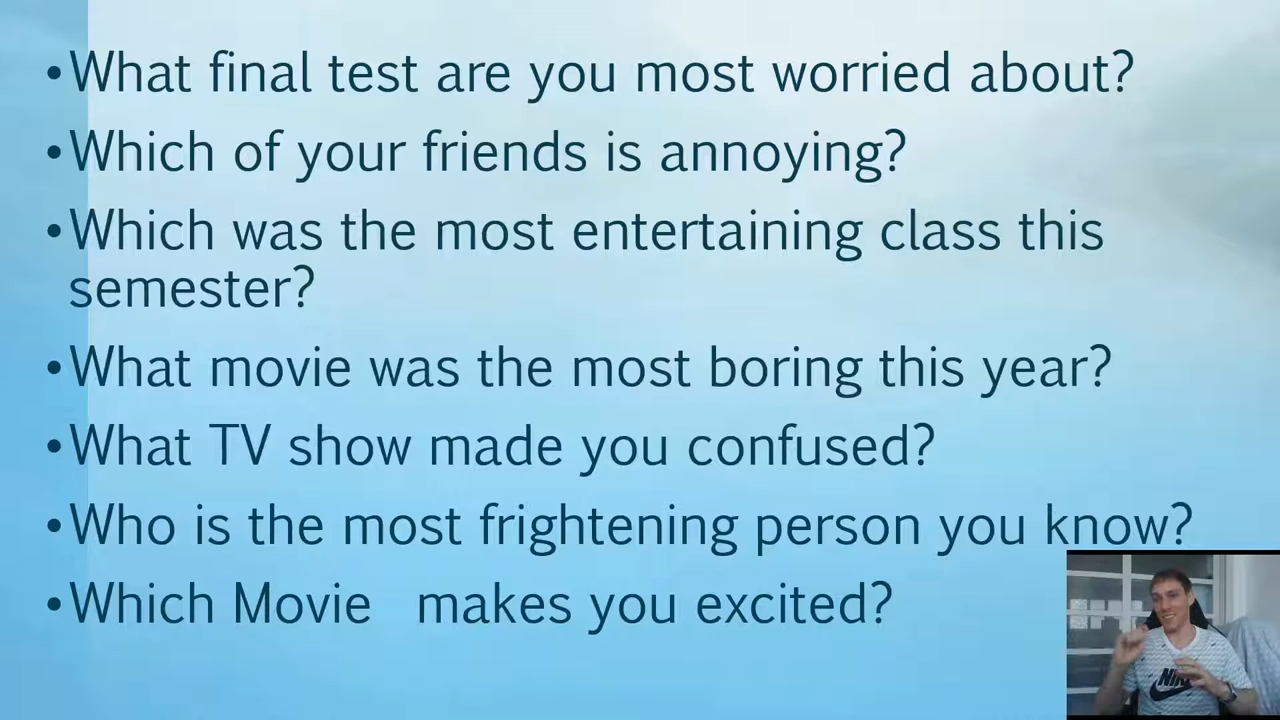 •What final test are you most worried about?
•Which of your friends is annoying?
•Which was the most entertaining class this
semester?
•What movie was the most boring this year?
•What TV show made you confused?
•Who is the most frightening person you know?
•Which Movie   makes you excited?